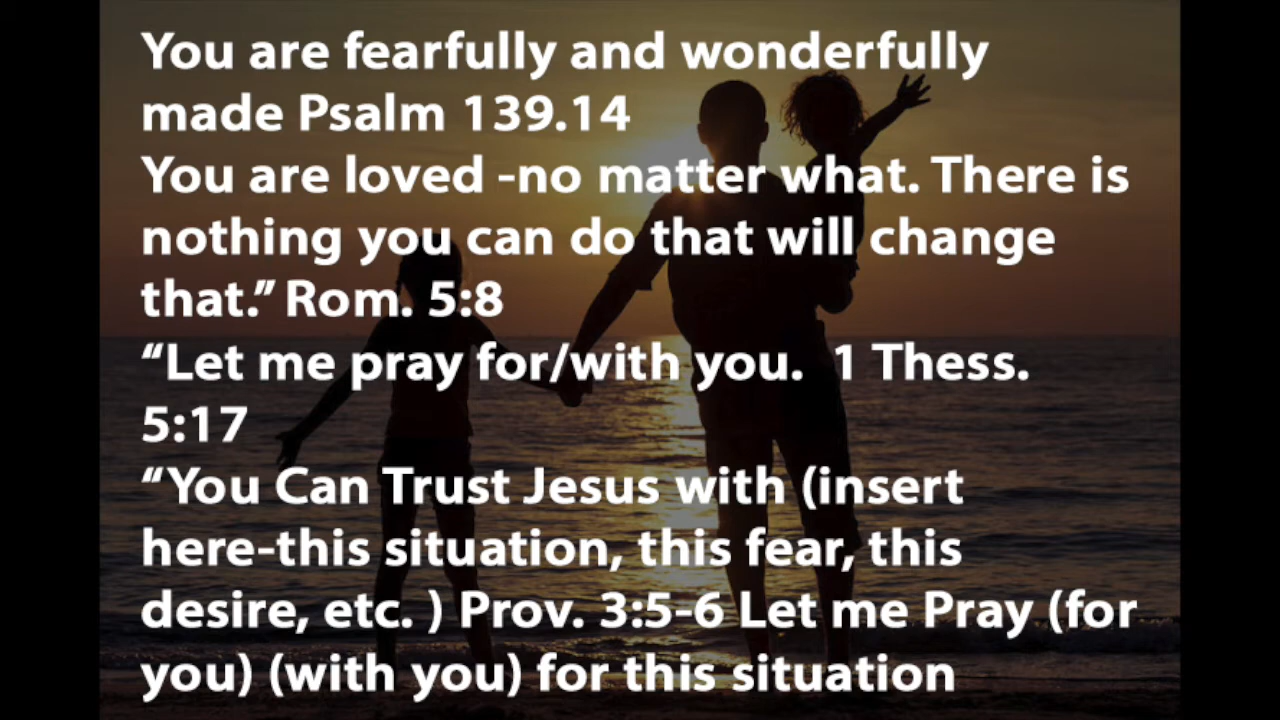 You are fearfully and wonderfully
made Psalm 139.14
You are loved -no matter what. There is
nothing you can do that will change
that.” Rom. 5:8
“Let me pray for/with you.  1 Thess.
5:17
“You Can Trust Jesus with (insert
here-this situation, this fear, this
desire, etc. ) Prov. 3:5-6 Let me Pray (for
you) (with you) for this situation